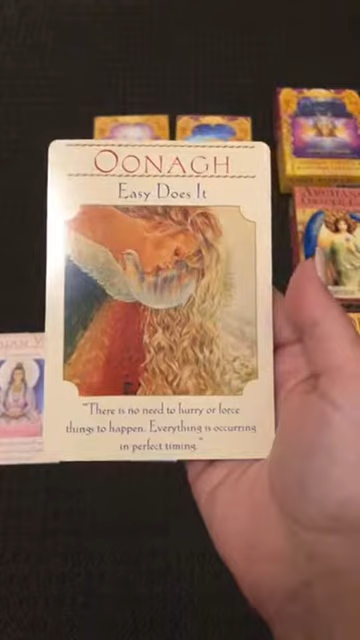 OONAGH
Easy Does It
"There is no need to hurry or force
things to happen. Everything is occurring
in perfect timing."